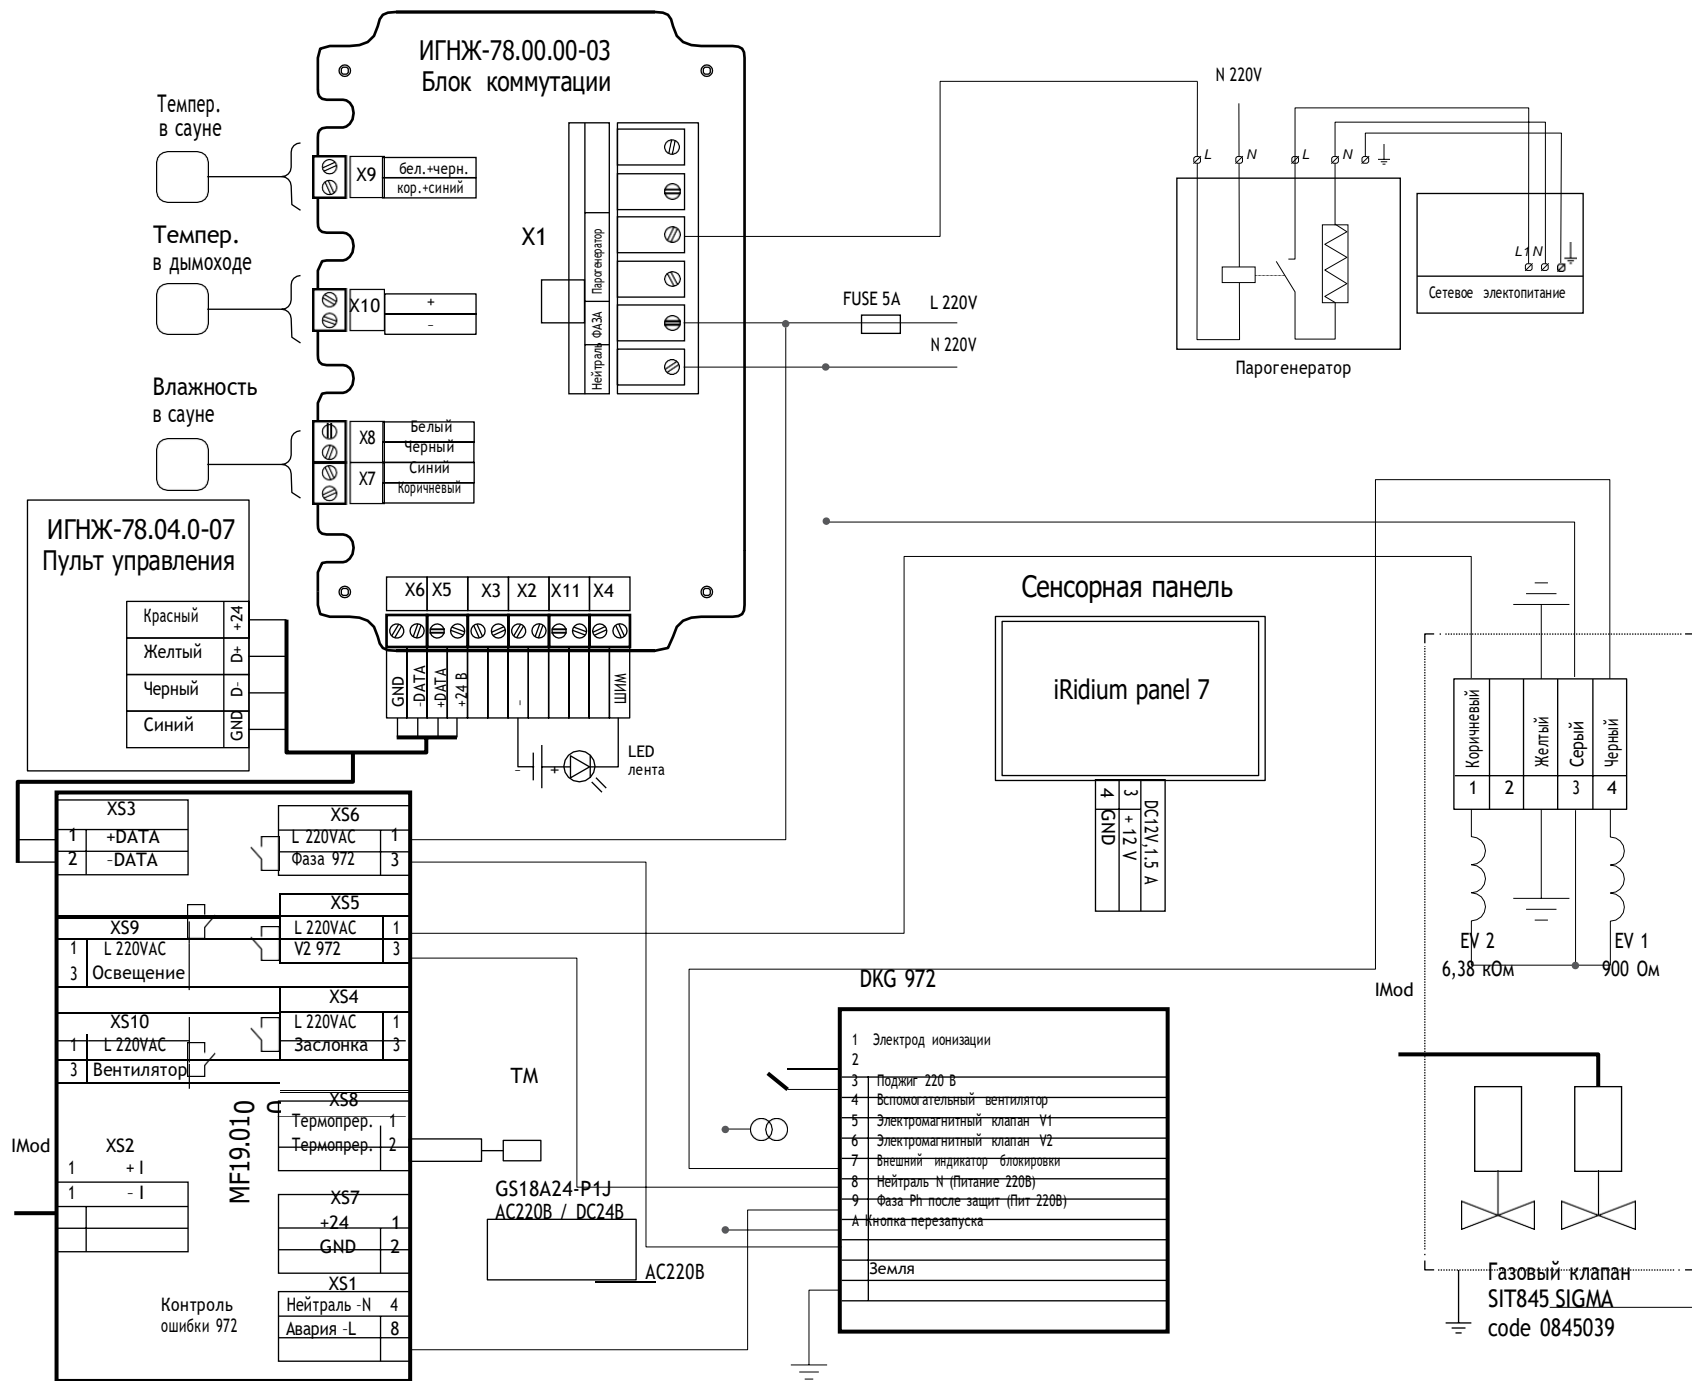 ИГНЖ-78.00.00-03
Блок коммутации
Темпер.
в сауне
X9
бел.+черн.
кор.+синий
Темпер.
в дымоходе
X10
+
-
Влажность
в сауне
X8
Белый
Черный
X7
Синий
Коричневый
X1
Парогенератор
ФАЗА
Нейтраль
FUSE 5A
L 220V
N 220V
N 220V
L
N
L
N
L1 N
Сетевое электопитание
Парогенератор
ИГНЖ-78.04.0-07
Пульт управления
Красный +24
Желтый D+
Черный D-
Синий GND
X6 X5 X3 X2 X11 X4
GND
-DATA
+DATA
+24 В
-
ШИМ
- +
LED
лента
Сенсорная панель
iRidium panel 7
4 GND
3 + 12 V
DC12V,1.5 A
Коричневый
Желтый
Серый
Черный
1 2 3 4
EV 2
6,38 кОм
EV 1
900 Ом
IMod
Газовый клапан
SIT845 SIGMA
code 0845039
XS3
1 +DATA
2 -DATA
XS6
L 220VAC 1
Фаза 972 3
XS5
L 220VAC 1
V2 972 3
XS9
1 L 220VAC
3 Освещение
XS4
L 220VAC 1
Заслонка 3
XS10
1 L 220VAC
3 Вентилятор
MF19.010
XS8
Термопрер. 1
Термопрер. 2
TM
IMod
XS2
1 + I
1 - I
XS7
+24 1
GND 2
XS1
Нейтраль -N 4
Авария -L 8
Контроль
ошибки 972
GS18A24-P1J
AC220В / DC24В
AC220В
DKG 972
1 Электрод ионизации
2
3 Поджиг 220 В
4 Вспомогательный вентилятор
5 Электромагнитный клапан V1
6 Электромагнитный клапан V2
7 Внешний индикатор блокировки
8 Нейтраль N (Питание 220В)
9 Фаза Ph после защит (Пит 220В)
А Кнопка перезапуска
Земля